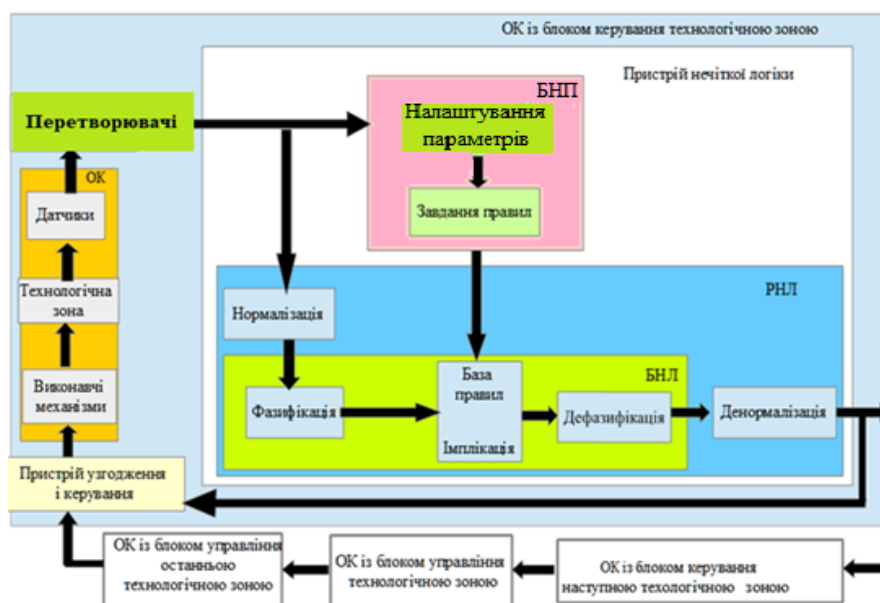 ОК із блоком керування технологічною зоною
Пристрій нечіткої логіки
БНП
Налаштування
параметрів
Завдання правил
Перетворювачі
ОК
Датчики
Технологічна
зона
Виконавчі
механізми
Пристрій узгодження
і керування
РНЛ
Нормалізація
БНЛ
Фазифікація
База
правил
Імплікація
Дефазифікація
Денормалізація
ОК із блоком управління
останньою
технологічною зоною
ОК із блоком управління
технологічною зоною
ОК із блоком керування
наступною техологічною зоною